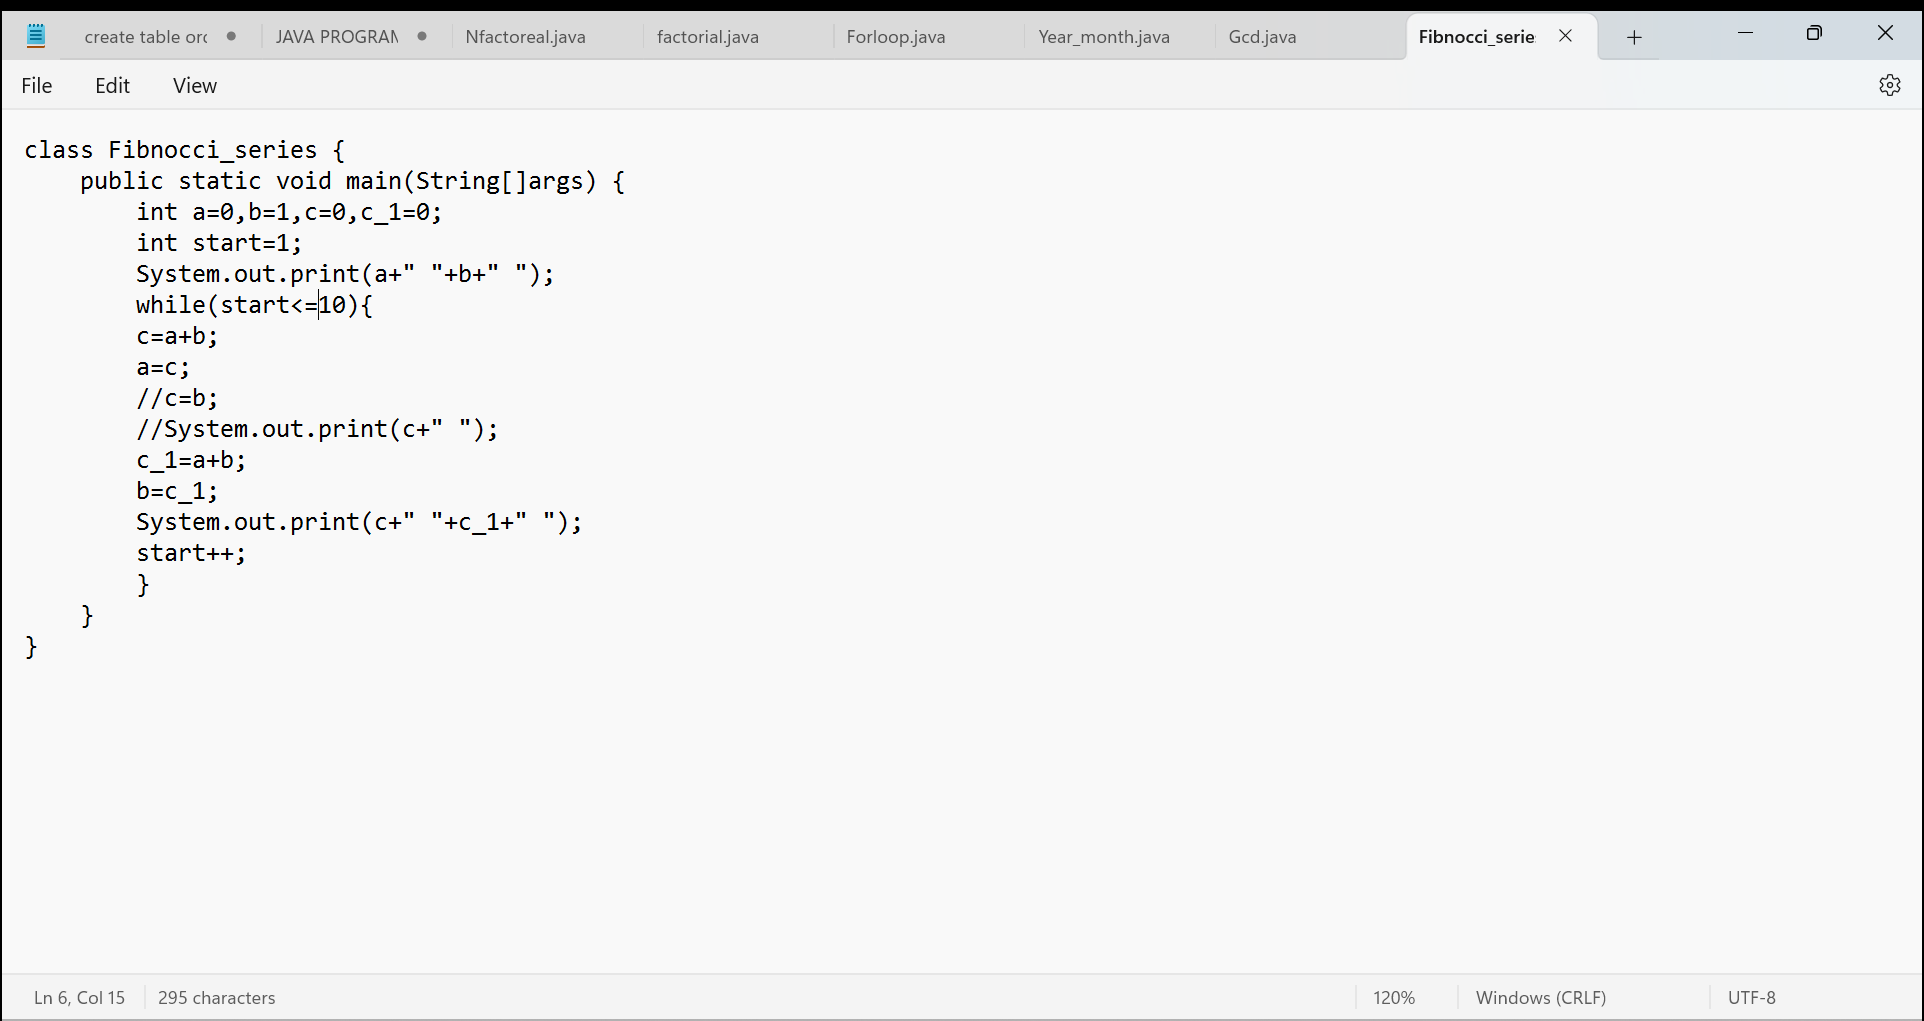 create table orc
JAVA PROGRAM
Nfactoreal.java
factorial.java
Forloop.java
Year_month.java
Gcd.java
Fibnocci_serie
File Edit View
class Fibnocci_series {
    public static void main(String[]args) {
        int a=0,b=1,c=0,c_1=0;
        int start=1;
        System.out.print(a+" "+b+" ");
        while(start<=10){
        c=a+b;
        a=c;
        //c=b;
        //System.out.print(c+" ");
        c_1=a+b;
        b=c_1;
        System.out.print(c+" "+c_1+" ");
        start++;
        }
    }
}
Ln 6, Col 15 295 characters 120% Windows (CRLF) UTF-8